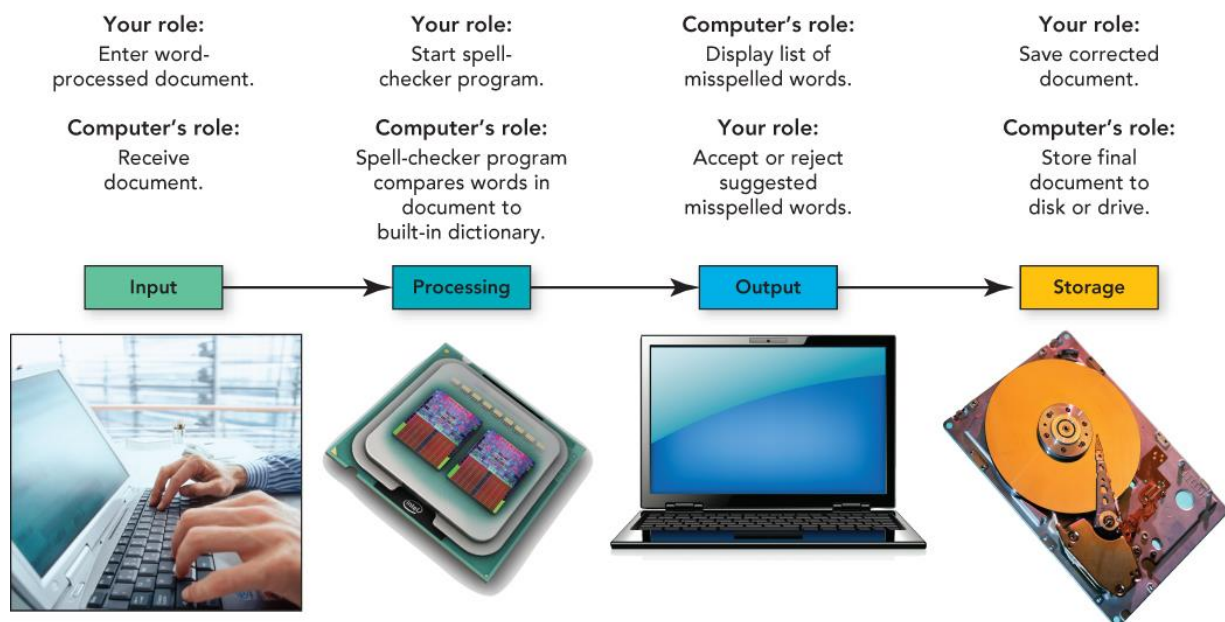 Your role:
Enter word-
processed document.
Computer's role:
Receive
document.
Your role:
Start spell-
checker program.
Computer's role:
Spell-checker program
compares words in
document to
built-in dictionary.
Computer's role:
Display list of
misspelled words.
Your role:
Accept or reject
suggested
misspelled words.
Your role:
Save corrected
document.
Computer's role:
Store final
document to
disk or drive.
Input
Processing
Output
Storage
intel